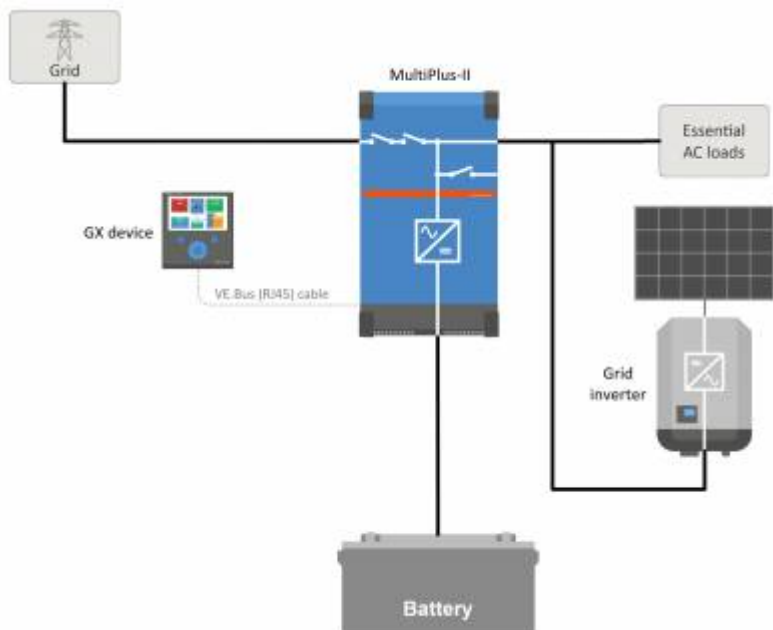 Grid
MultiPlus-II
Essential
AC loads
GX device
VE.Bus (RJ45) cable
Grid
inverter
Battery